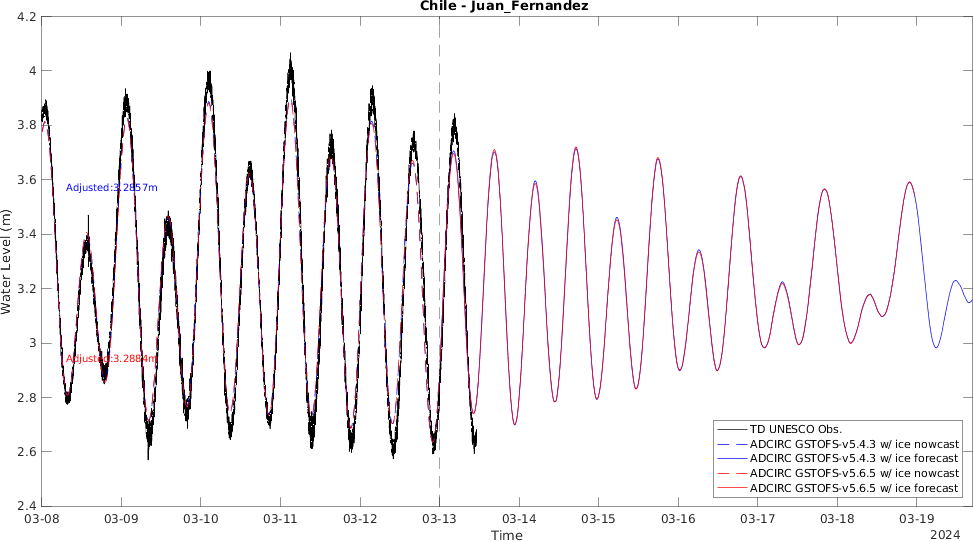 Chile - Juan_Fernandez
4.2
4
3.8
3.6
3.4
3.2
3
2.8
2.6
2.4
Water Level (m)
Adjusted:3.2857m
Adjusted:3.2884m
TD UNESCO Obs.
ADCIRC GSTOFS-v5.4.3 w/ ice nowcast
ADCIRC GSTOFS-v5.4.3 w/ ice forecast
ADCIRC GSTOFS-v5.6.5 w/ ice nowcast
ADCIRC GSTOFS-v5.6.5 w/ ice forecast
03-08 03-09 03-10 03-11 03-12 03-13 03-14 03-15 03-16 03-17 03-18 03-19
Time
2024